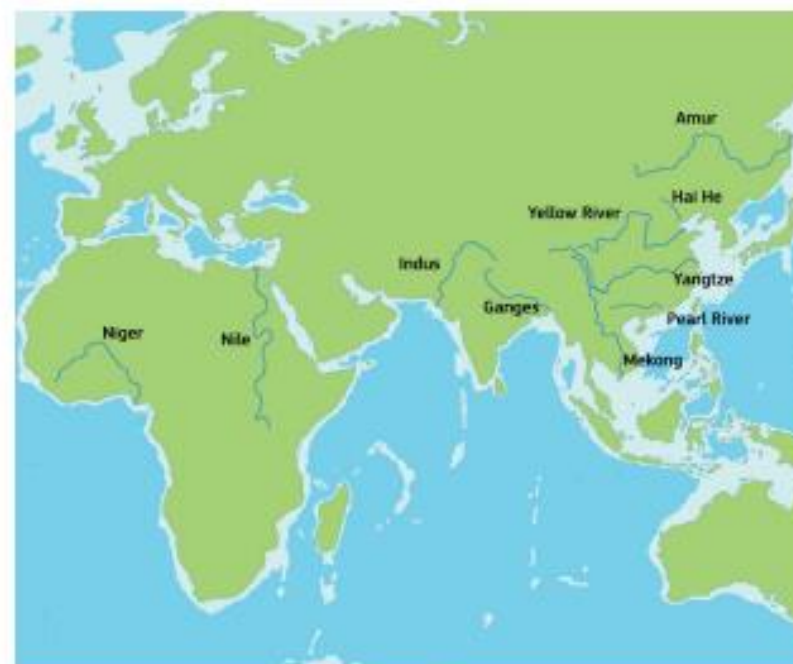 Amur
Hai He
Yellow River
Indus
Yangtze
Ganges
Pearl River
Niger
Nile
Mekong